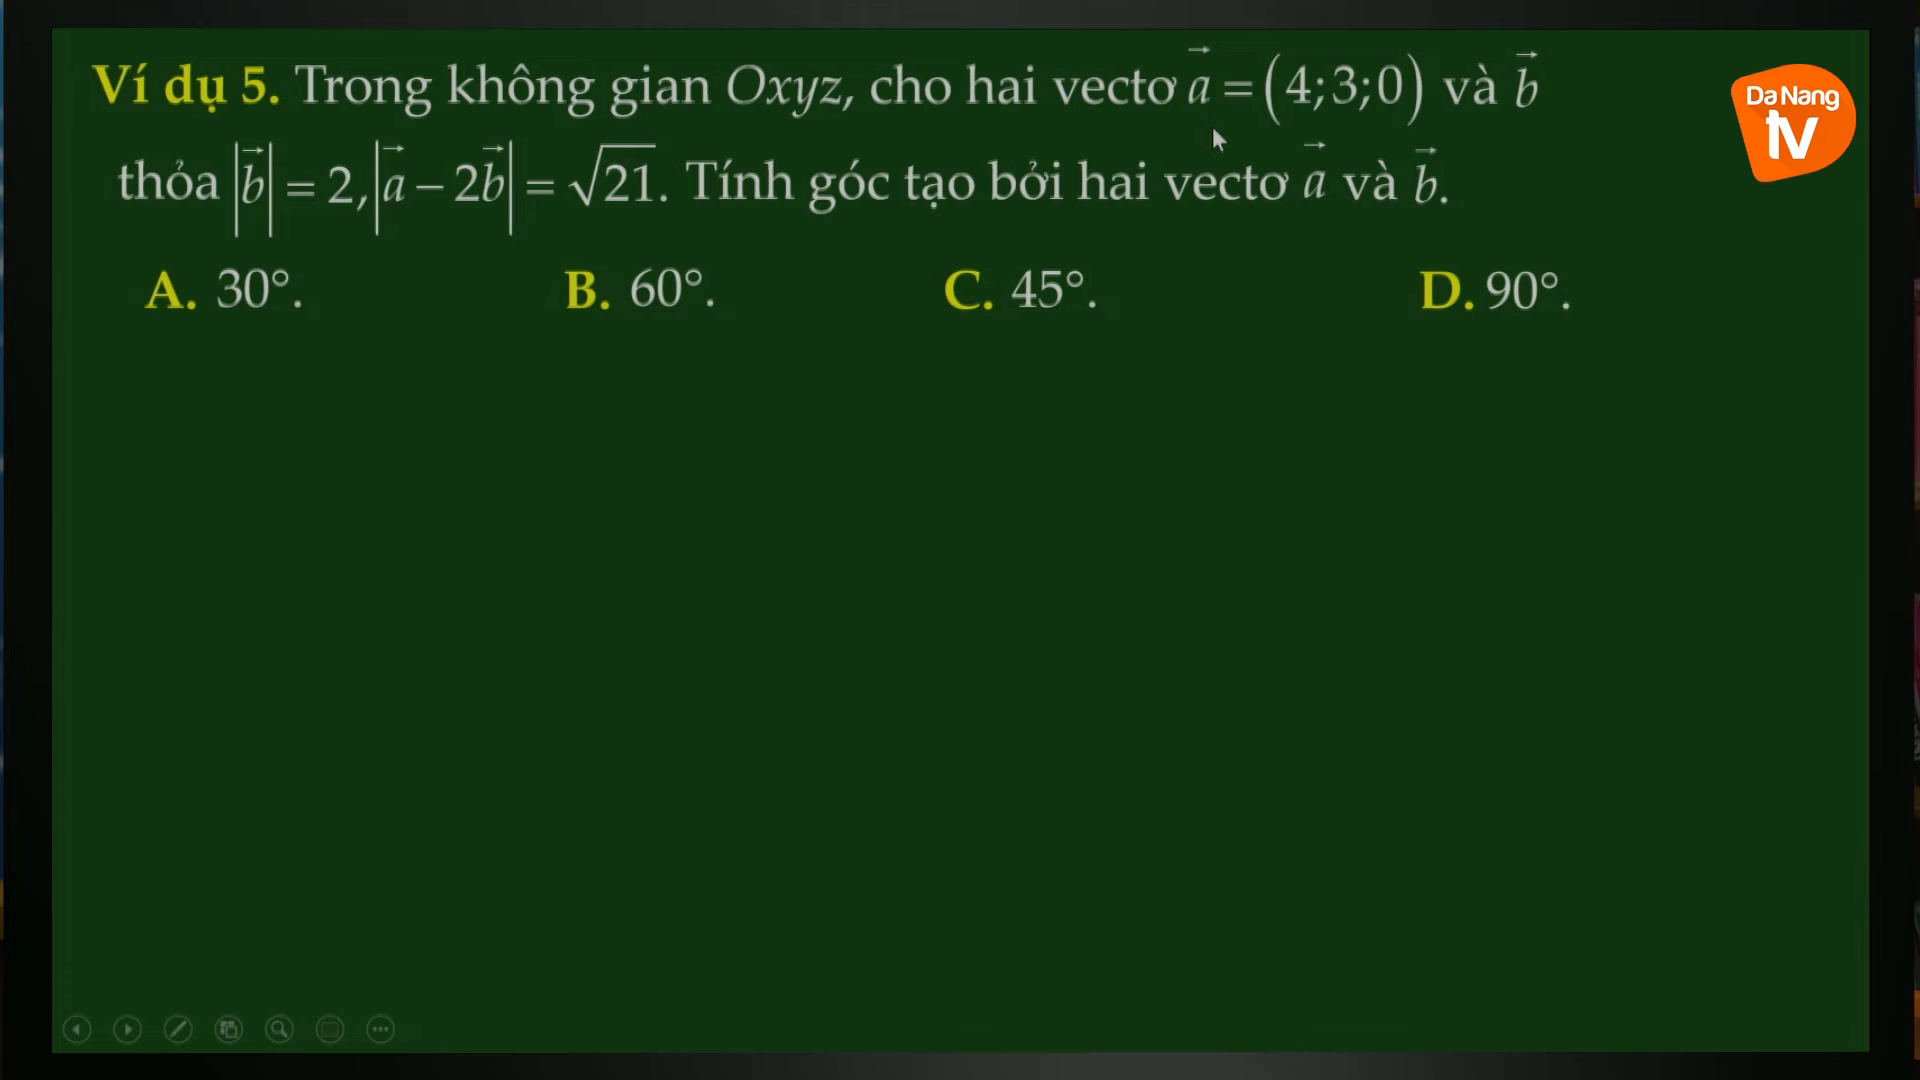 Ví dụ 5. Trong không gian Oxyz, cho hai vectơ a⃗ = (4;3;0) và b⃗
thỏa |b⃗| = 2, |a⃗ − 2b⃗| = √21. Tính góc tạo bởi hai vectơ a⃗ và b⃗.
A. 30°. B. 60°. C. 45°. D. 90°.
Da Nang
tv